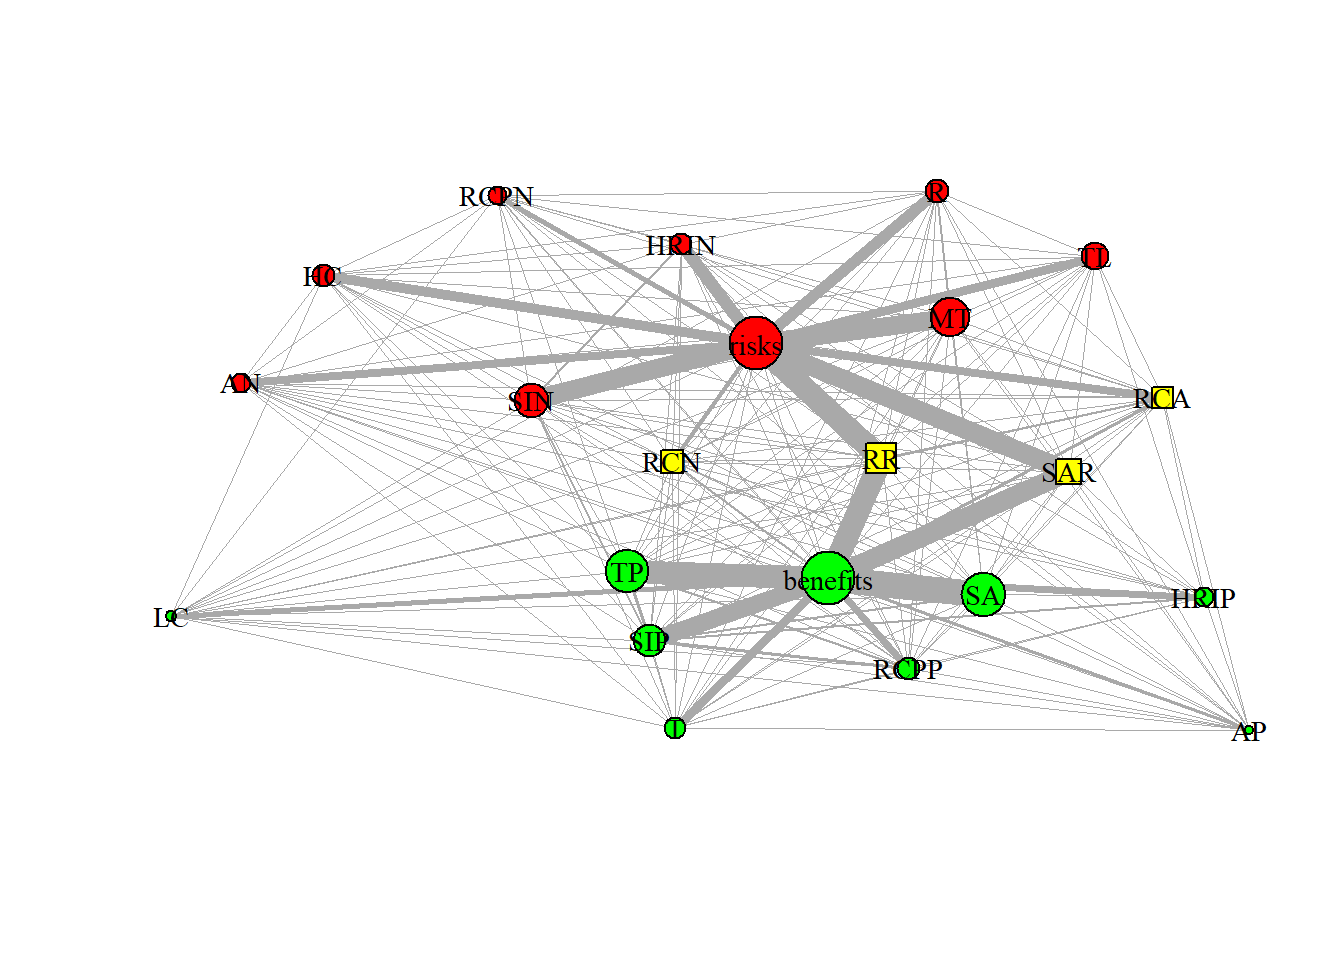 RCPN
R
HRIN
TL
HC
MT
risks
AN
SIN
RCA
RCN
RR
SAR
TP
benefits
SA
HRIP
LC
SIP
RCPP
I
AP